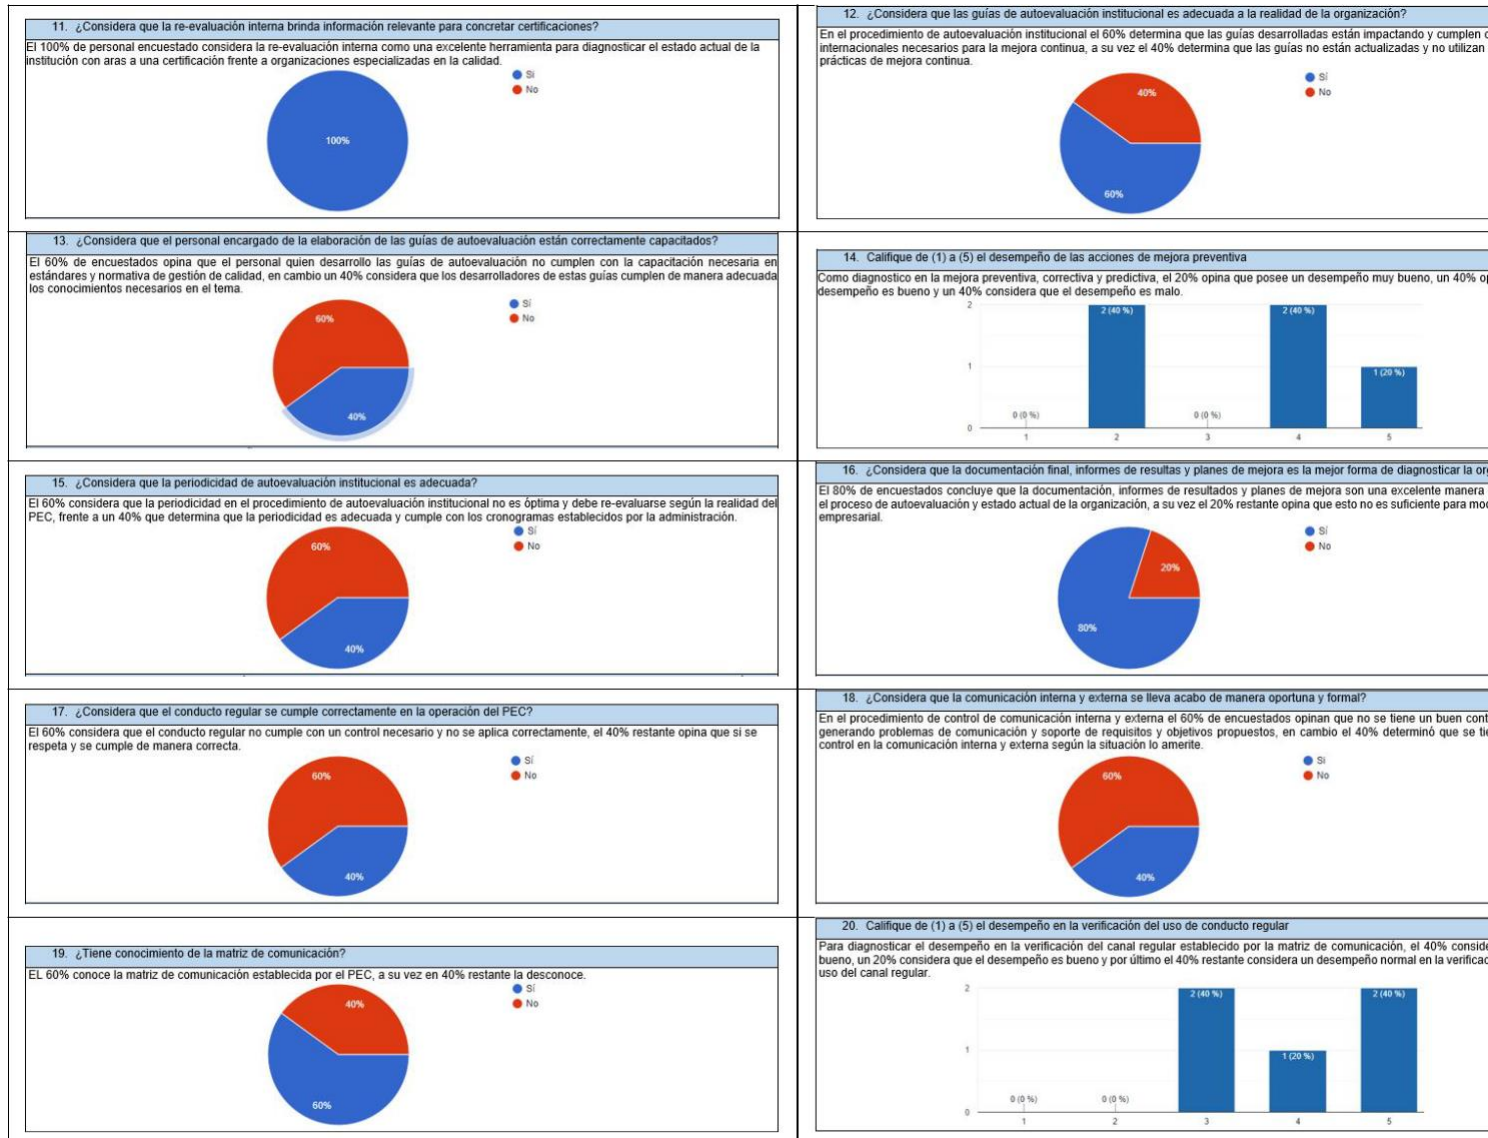 11. ¿Considera que la re-evaluación interna brinda información relevante para concretar certificaciones?
El 100% de personal encuestado considera la re-evaluación interna como una excelente herramienta para diagnosticar el estado actual de la
institución con aras a una certificación frente a organizaciones especializadas en la calidad.
Sí
No
100%
12. ¿Considera que las guías de autoevaluación institucional es adecuada a la realidad de la organización?
En el procedimiento de autoevaluación institucional el 60% determina que las guías desarrolladas están impactando y cumplen
internacionales necesarios para la mejora continua, a su vez el 40% determina que las guías no están actualizadas y no utilizan
prácticas de mejora continua.
Sí
No
40%
60%
13. ¿Considera que el personal encargado de la elaboración de las guías de autoevaluación están correctamente capacitados?
El 60% de encuestados opina que el personal quien desarrollo las guías de autoevaluación no cumplen con la capacitación necesaria en
estándares y normativa de gestión de calidad, en cambio un 40% considera que los desarrolladores de estas guías cumplen de manera adecuada
los conocimientos necesarios en el tema.
Sí
No
60%
40%
14. Califique de (1) a (5) el desempeño de las acciones de mejora preventiva
Como diagnostico en la mejora preventiva, correctiva y predictiva, el 20% opina que posee un desempeño muy bueno, un 40%
desempeño es bueno y un 40% considera que el desempeño es malo.
2
2 (40 %)
2 (40 %)
1
1 (20 %)
0 (0 %)
0 (0 %)
0
1 2 3 4 5
15. ¿Considera que la periodicidad de autoevaluación institucional es adecuada?
El 60% considera que la periodicidad en el procedimiento de autoevaluación institucional no es óptima y debe re-evaluarse según la realidad del
PEC, frente a un 40% que determina que la periodicidad es adecuada y cumple con los cronogramas establecidos por la administración.
Sí
No
60%
40%
16. ¿Considera que la documentación final, informes de resultas y planes de mejora es la mejor forma de diagnosticar la
El 80% de encuestados concluye que la documentación, informes de resultados y planes de mejora son una excelente manera
el proceso de autoevaluación y estado actual de la organización, a su vez el 20% restante opina que esto no es suficiente para
empresarial.
Sí
No
20%
80%
17. ¿Considera que el conducto regular se cumple correctamente en la operación del PEC?
El 60% considera que el conducto regular no cumple con un control necesario y no se aplica correctamente, el 40% restante opina que si se
respeta y se cumple de manera correcta.
Sí
No
60%
40%
18. ¿Considera que la comunicación interna y externa se lleva acabo de manera oportuna y formal?
En el procedimiento de control de comunicación interna y externa el 60% de encuestados opinan que no se tiene un buen
generando problemas de comunicación y soporte de requisitos y objetivos propuestos, en cambio el 40% determinó que se
control en la comunicación interna y externa según la situación lo amerite.
Sí
No
60%
40%
19. ¿Tiene conocimiento de la matriz de comunicación?
EL 60% conoce la matriz de comunicación establecida por el PEC, a su vez en 40% restante la desconoce.
Sí
No
40%
60%
20. Califique de (1) a (5) el desempeño en la verificación del uso de conducto regular
Para diagnosticar el desempeño en la verificación del canal regular establecido por la matriz de comunicación, el 40%
bueno, un 20% considera que el desempeño es bueno y por último el 40% restante considera un desempeño normal en la
uso del canal regular.
2
2 (40 %)
2 (40 %)
1
1 (20 %)
0 (0 %)
0 (0 %)
0
1 2 3 4 5